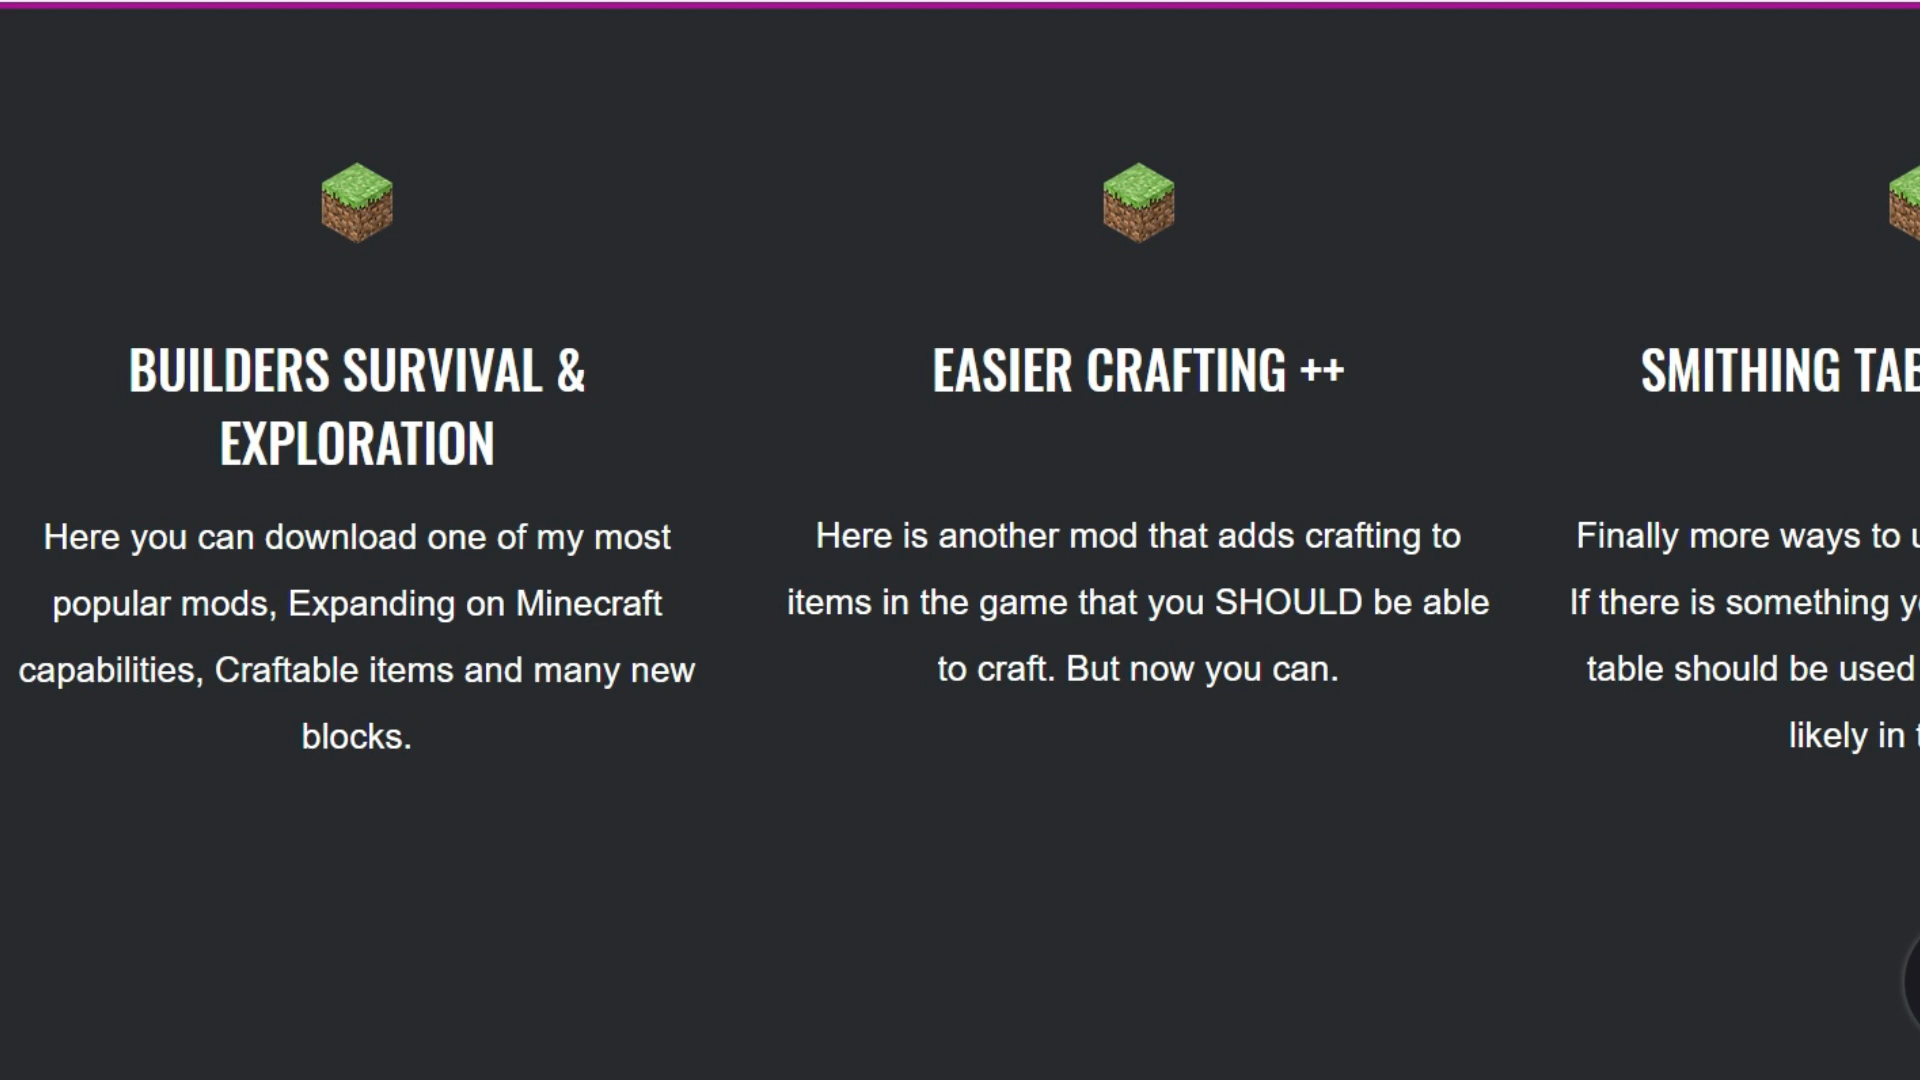 BUILDERS SURVIVAL &
EXPLORATION
Here you can download one of my most
popular mods, Expanding on Minecraft
capabilities, Craftable items and many new
blocks.
EASIER CRAFTING ++
Here is another mod that adds crafting to
items in the game that you SHOULD be able
to craft. But now you can.
SMITHING
Finally more ways to
If there is something
table should be used
likely in